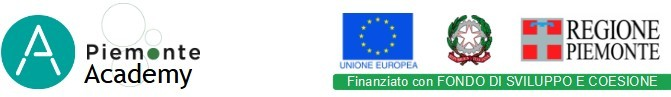 A
Piemonte
Academy
UNIONE EUROPEA
REGIONE
PIEMONTE
Finanziato con FONDO DI SVILUPPO E COESIONE